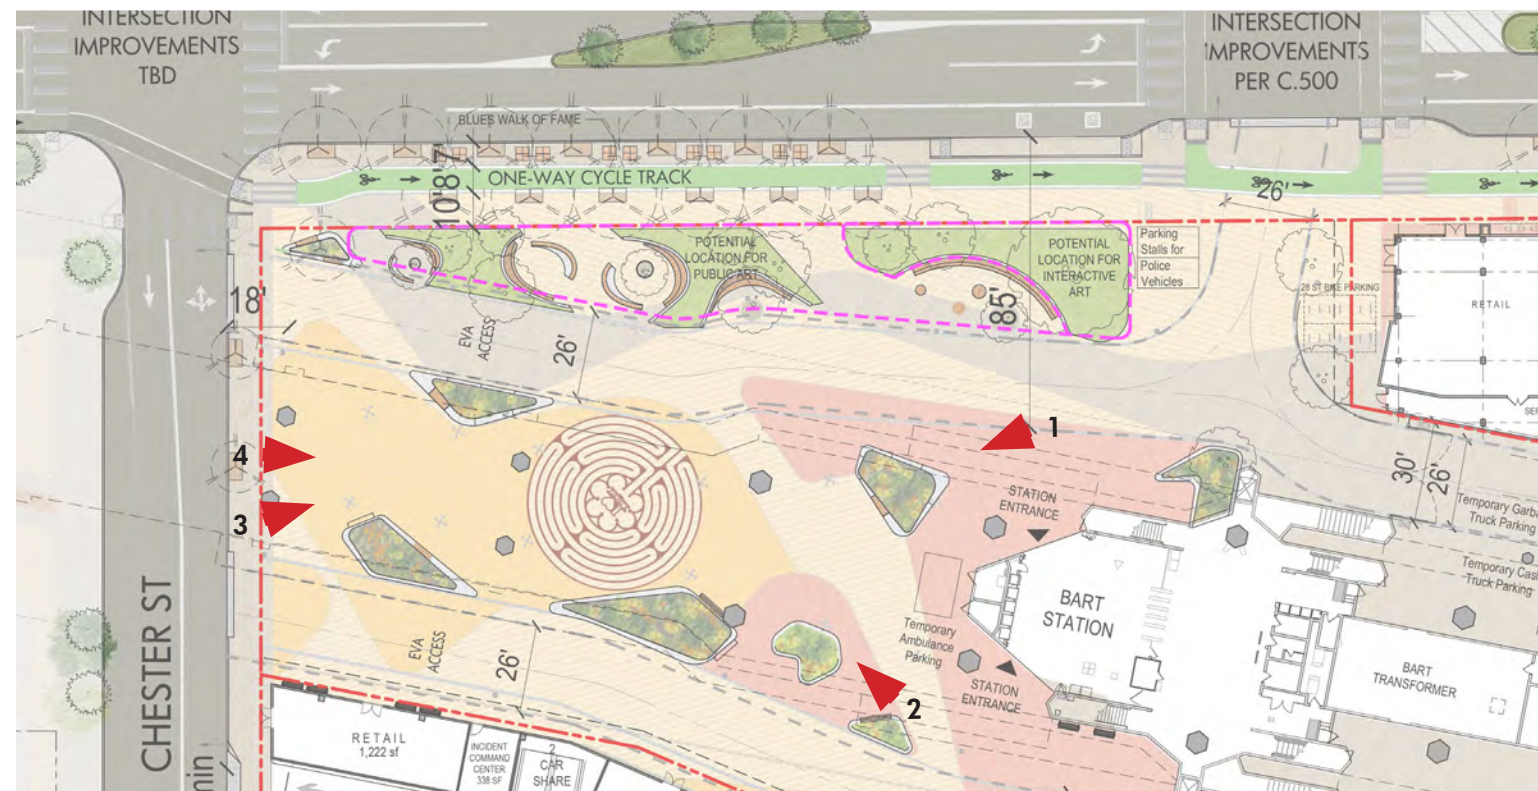 INTERSECTION
IMPROVEMENTS
TBD
INTERSECTION
IMPROVEMENTS
PER C.500
BLUES WALK OF FAME
10'8'7'
ONE-WAY CYCLE TRACK
26'
POTENTIAL
LOCATION FOR
PUBLIC ART
POTENTIAL
LOCATION FOR
INTERACTIVE
ART
Parking
Stalls for
Police
Vehicles
28 ST BIKE PARKING
RETAIL
18'
85'
EVA
ACCESS
26'
1
4
3
STATION
ENTRANCE
30'
26'
Temporary
Truck Parking
Temporary
Truck Parking
BART
STATION
Temporary
Ambulance
Parking
STATION
ENTRANCE
BART
TRANSFORMER
EVA
ACCESS
26'
2
CHESTER ST
RETAIL
1,222 sf
INCIDENT
COMMAND
CENTER
338 SF
2
CAR
SHARE
min